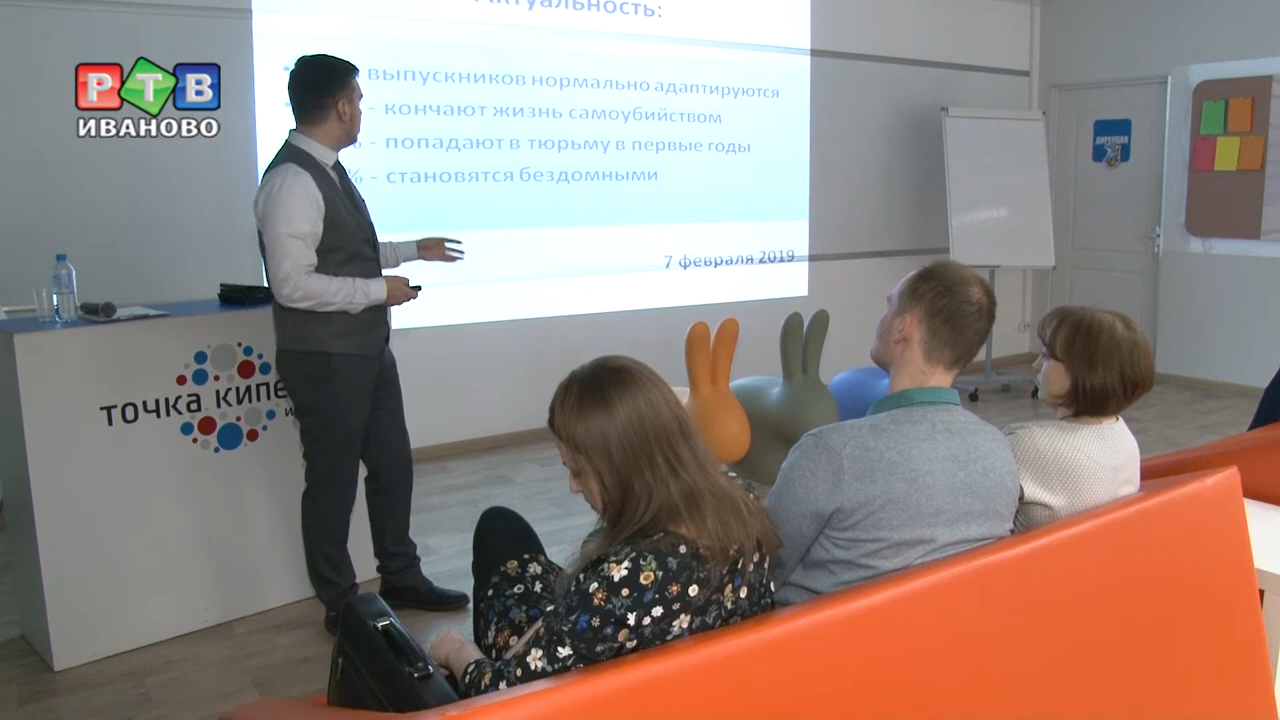 Актуальность:
выпускников нормально адаптируются
- кончают жизнь самоубийством
% - попадают в тюрьму в первые годы
% - становятся бездомными
7 февраля 2019
РТВ
ИВАНОВО
ДИРЕКЦИЯ
точка